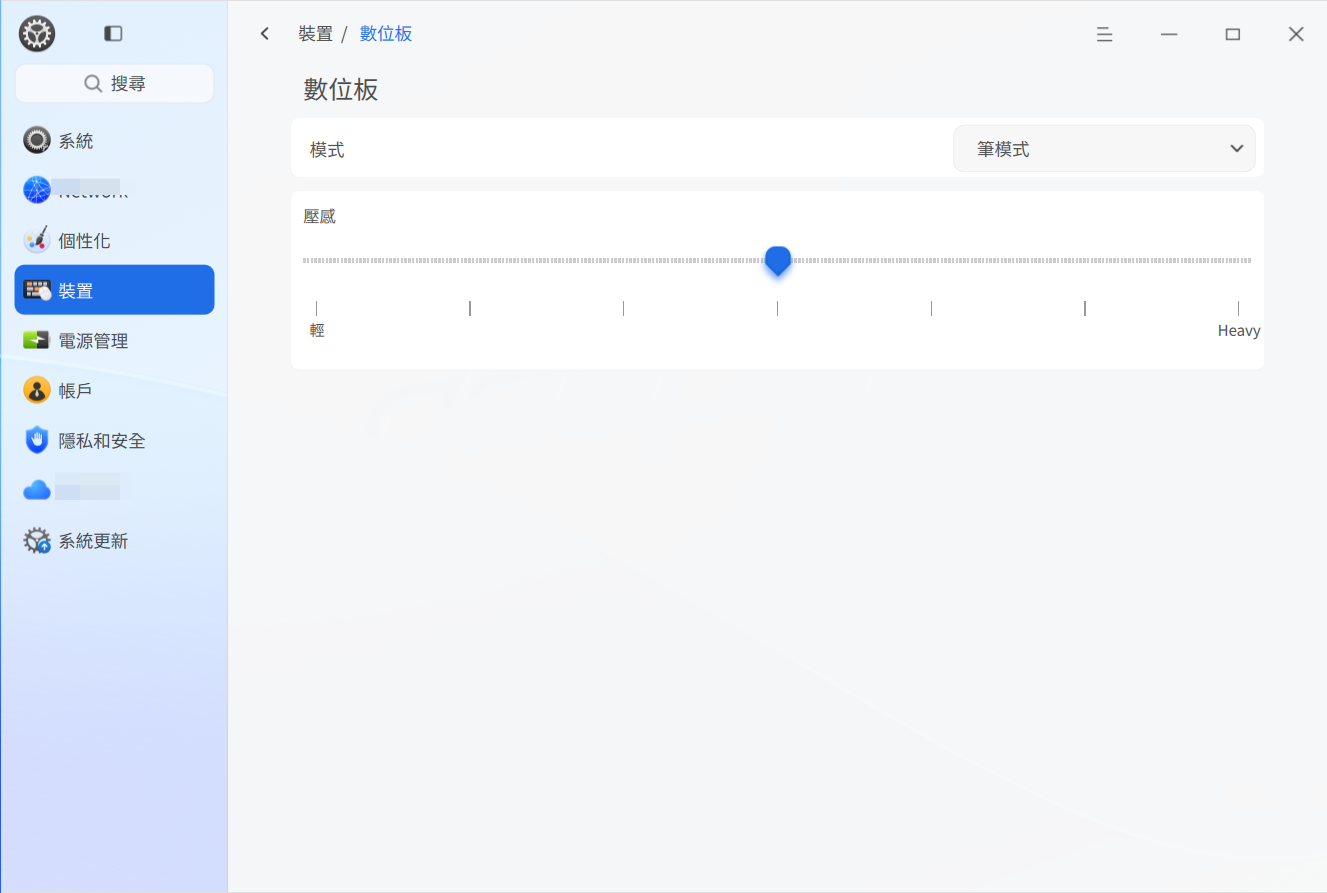 搜尋
系統
個性化
裝置
電源管理
帳戶
隱私和安全
系統更新
裝置 / 數位板
數位板
模式
筆模式
壓感
輕
Heavy